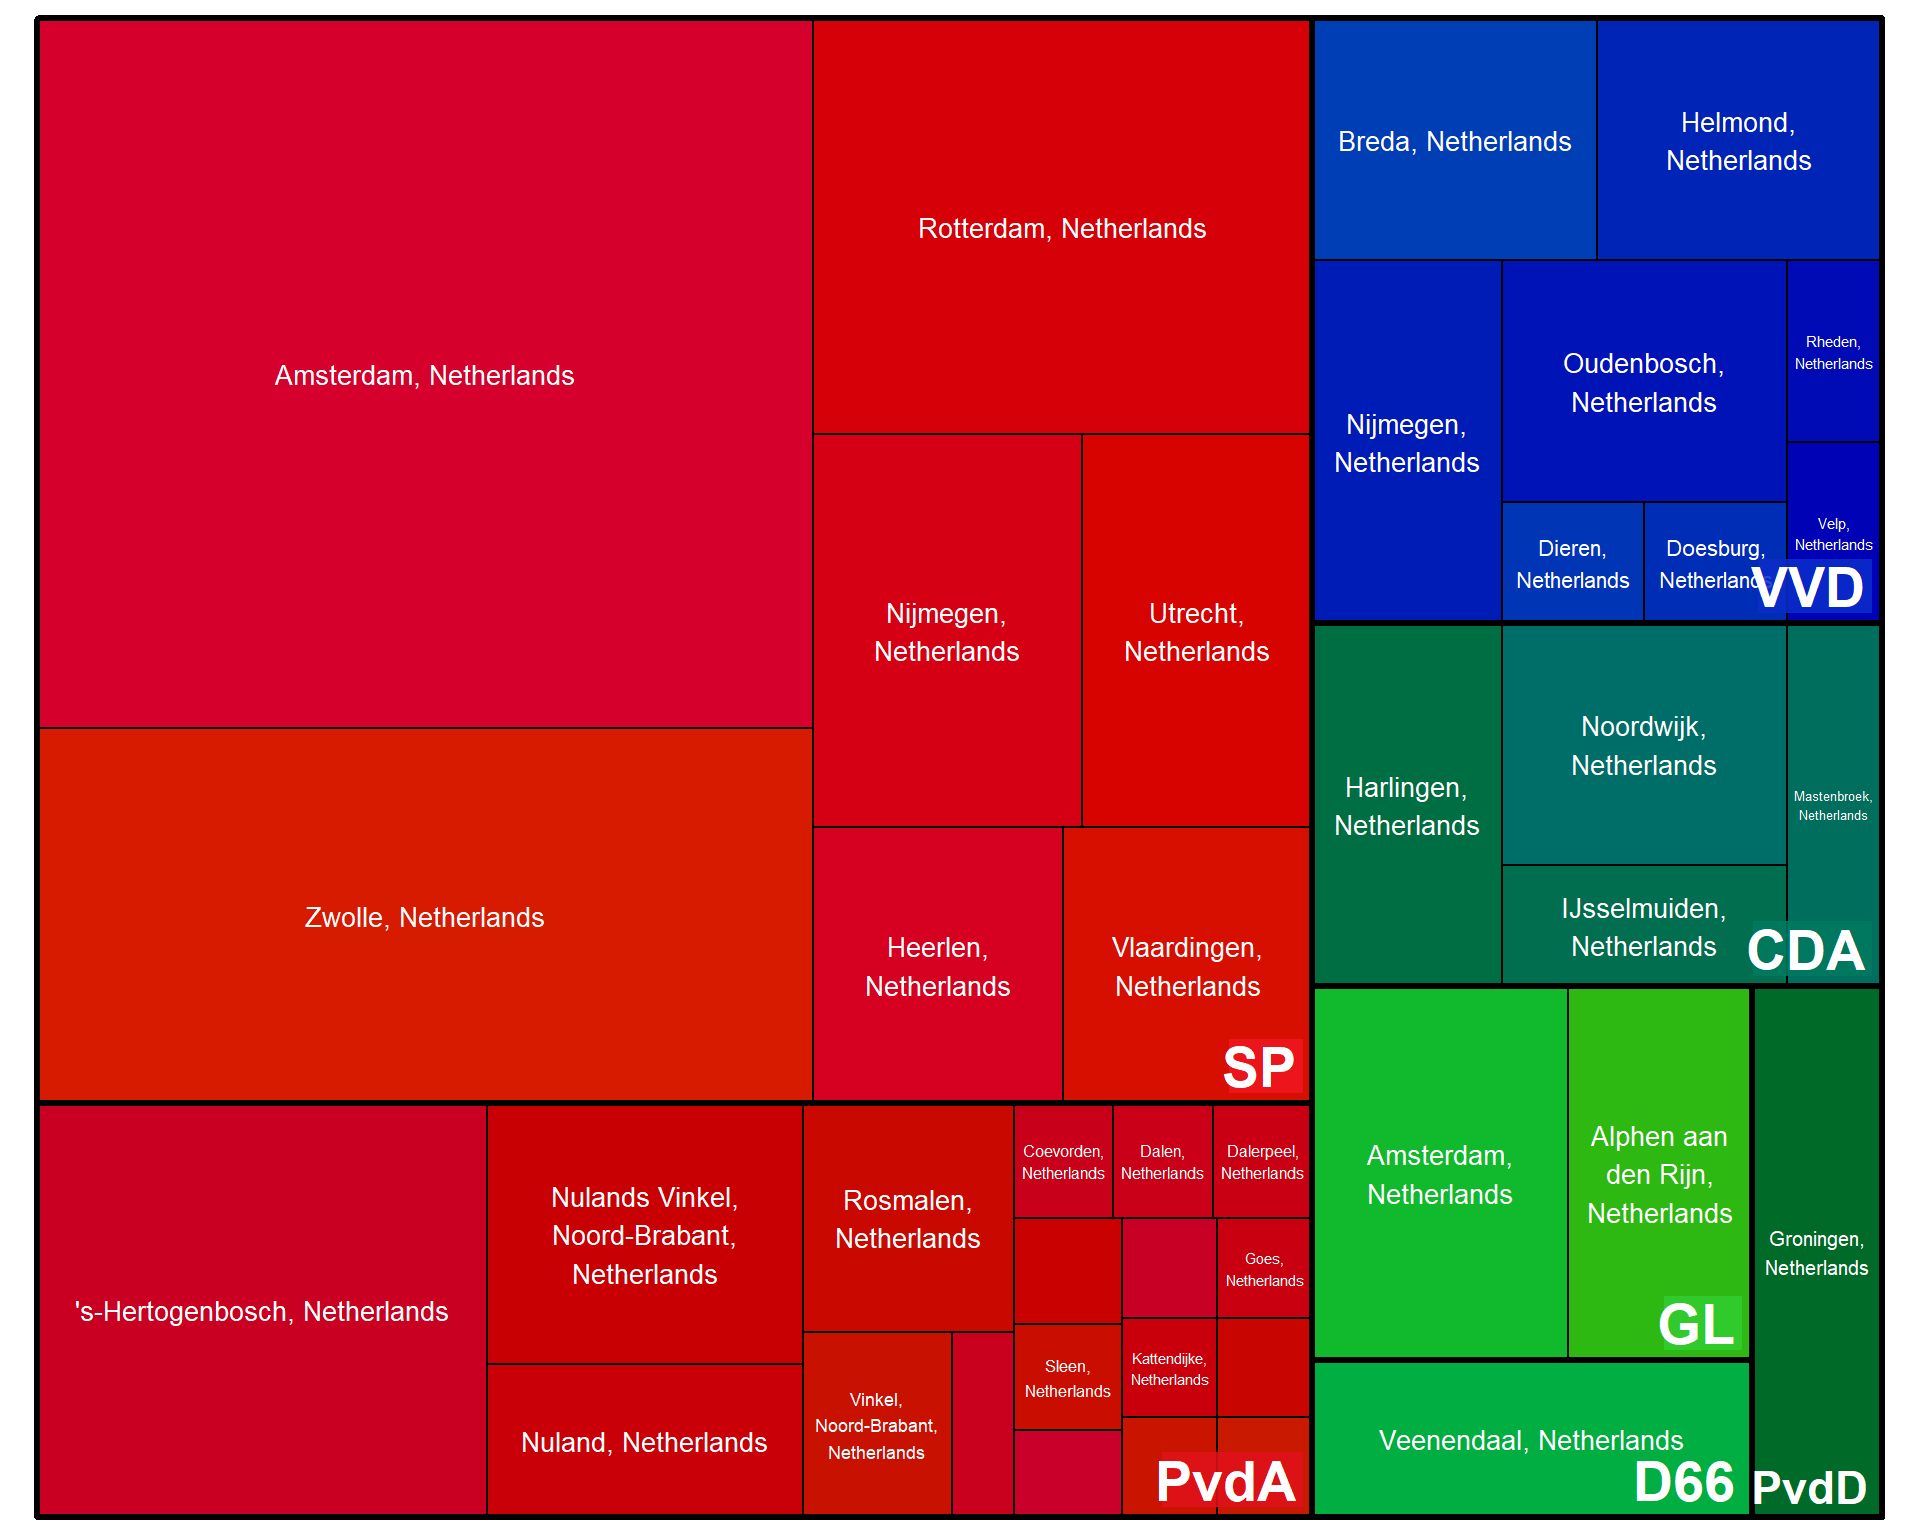 Amsterdam, Netherlands
Zwolle, Netherlands
Rotterdam, Netherlands
Nijmegen,
Netherlands
Utrecht,
Netherlands
Heerlen,
Netherlands
Vlaardingen,
Netherlands
SP
's-Hertogenbosch, Netherlands
Nulands Vinkel,
Noord-Brabant,
Netherlands
Nuland, Netherlands
Rosmalen,
Netherlands
Vinkel,
Noord-Brabant,
Netherlands
Coevorden,
Netherlands
Dalen,
Netherlands
Dalerpeel,
Netherlands
Goes,
Netherlands
Sleen,
Netherlands
Kattendijke,
Netherlands
PvdA
Breda, Netherlands
Helmond,
Netherlands
Nijmegen,
Netherlands
Oudenbosch,
Netherlands
Rheden,
Netherlands
Dieren,
Netherlands
Doesburg,
Netherlands
Velp,
Netherlands
VVD
Harlingen,
Netherlands
Noordwijk,
Netherlands
IJsselmuiden,
Netherlands
Mastenbroek,
Netherlands
CDA
Amsterdam,
Netherlands
Alphen aan
den Rijn,
Netherlands
GL
Veenendaal, Netherlands
D66
Groningen,
Netherlands
PvdD